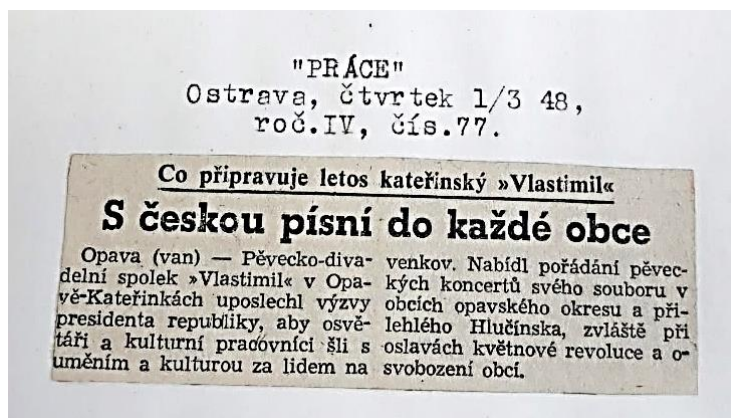 "PRÁCE"
Ostrava, čtvrtek 1/3 48,
roč.IV, čís.77.
Co připravuje letos kateřinský »Vlastimil«
S českou písní do každé obce
Opava (van) — Pěvecko-diva-
delní spolek »Vlastimil« v Opa-
vě-Kateřinkách uposlechl výzvy
presidenta republiky, aby osvě-
táři a kulturní pracovníci šli s
uměním a kulturou za lidem na
venkov. Nabídl pořádání pěvec-
kých koncertů svého souboru v
obcích opavského okresu a při-
lehlého Hlučínska, zvláště při
oslavách květnové revoluce a o-
svobození obcí.